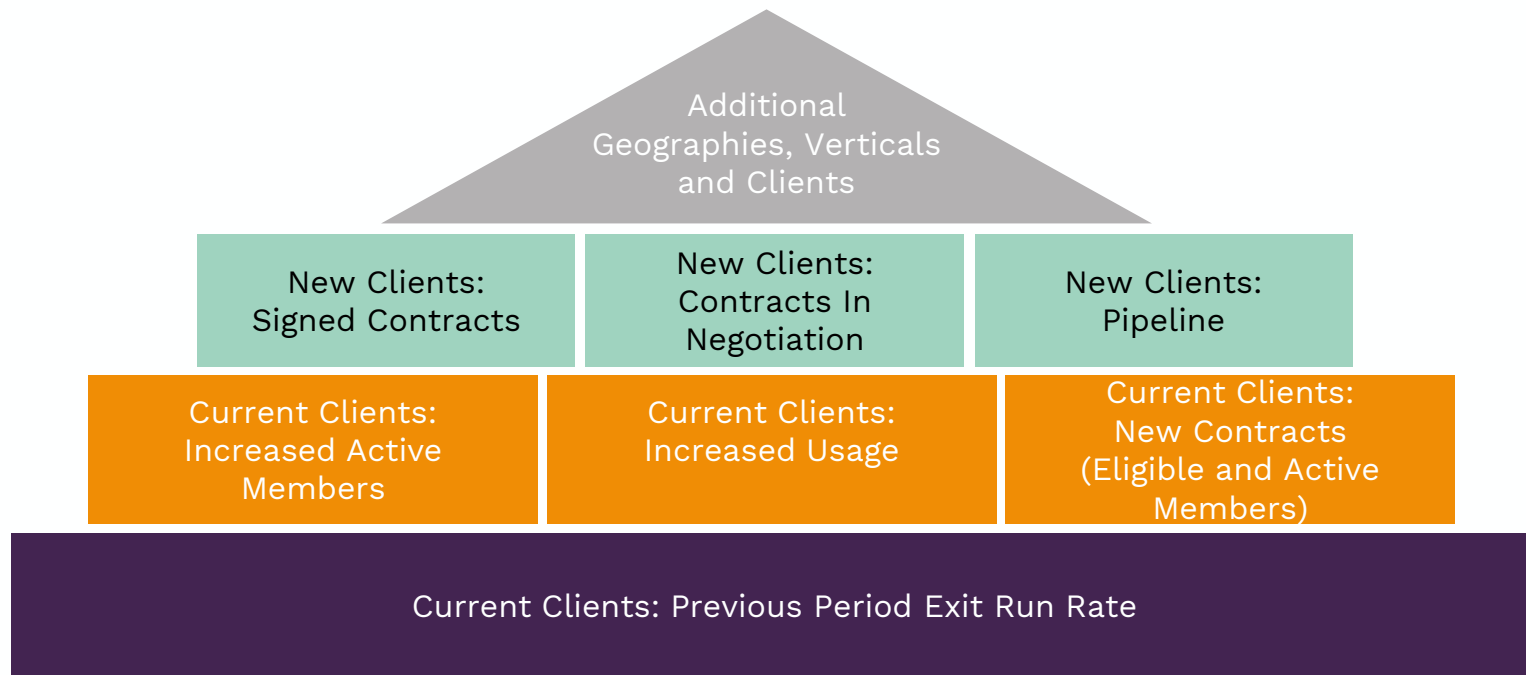 Additional
Geographies, Verticals
and Clients
New Clients:
Signed Contracts
New Clients:
Contracts In
Negotiation
New Clients:
Pipeline
Current Clients:
Increased Active
Members
Current Clients:
Increased Usage
Current Clients:
New Contracts
(Eligible and Active
Members)
Current Clients: Previous Period Exit Run Rate